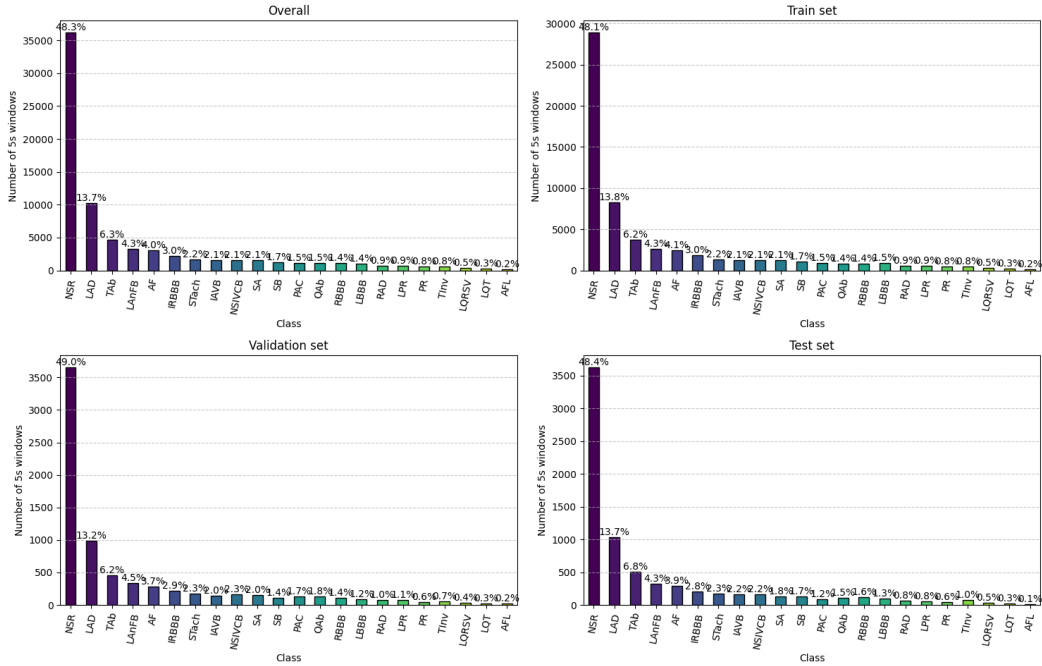 Overall
Number of 5s windows
35000
30000
25000
20000
15000
10000
5000
0
48.3%
13.7%
6.3%
4.3%
4.0%
3.0%
2.2%
2.1%
2.1%
2.1%
1.7%
1.5%
1.5%
1.4%
1.4%
0.9%
0.9%
0.8%
0.8%
0.5%
0.3%
0.2%
NSR
LAD
TAb
LAnFB
AF
IRBBB
STach
IAVB
NSIVCB
SA
SB
PAC
QAb
RBBB
LBBB
RAD
LPR
PR
TInv
LQRSV
LQT
AFL
Class
Train set
Number of 5s windows
30000
25000
20000
15000
10000
5000
0
48.1%
13.8%
6.2%
4.3%
4.1%
3.0%
2.2%
2.1%
2.1%
2.1%
1.7%
1.5%
1.4%
1.4%
1.5%
0.9%
0.9%
0.8%
0.8%
0.5%
0.3%
0.2%
NSR
LAD
TAb
LAnFB
AF
IRBBB
STach
IAVB
NSIVCB
SA
SB
PAC
QAb
RBBB
LBBB
RAD
LPR
PR
TInv
LQRSV
LQT
AFL
Class
Validation set
Number of 5s windows
3500
3000
2500
2000
1500
1000
500
0
49.0%
13.2%
6.2%
4.5%
3.7%
2.9%
2.3%
2.0%
2.3%
2.0%
1.4%
1.7%
1.8%
1.4%
1.2%
1.0%
1.1%
0.6%
0.7%
0.4%
0.3%
0.2%
NSR
LAD
TAb
LAnFB
AF
IRBBB
STach
IAVB
NSIVCB
SA
SB
PAC
QAb
RBBB
LBBB
RAD
LPR
PR
TInv
LQRSV
LQT
AFL
Class
Test set
Number of 5s windows
3500
3000
2500
2000
1500
1000
500
0
48.4%
13.7%
6.8%
4.3%
3.9%
2.8%
2.3%
2.2%
2.2%
1.8%
1.7%
1.2%
1.5%
1.6%
1.3%
0.8%
0.8%
0.6%
1.0%
0.5%
0.3%
0.1%
NSR
LAD
TAb
LAnFB
AF
IRBBB
STach
IAVB
NSIVCB
SA
SB
PAC
QAb
RBBB
LBBB
RAD
LPR
PR
TInv
LQRSV
LQT
AFL
Class